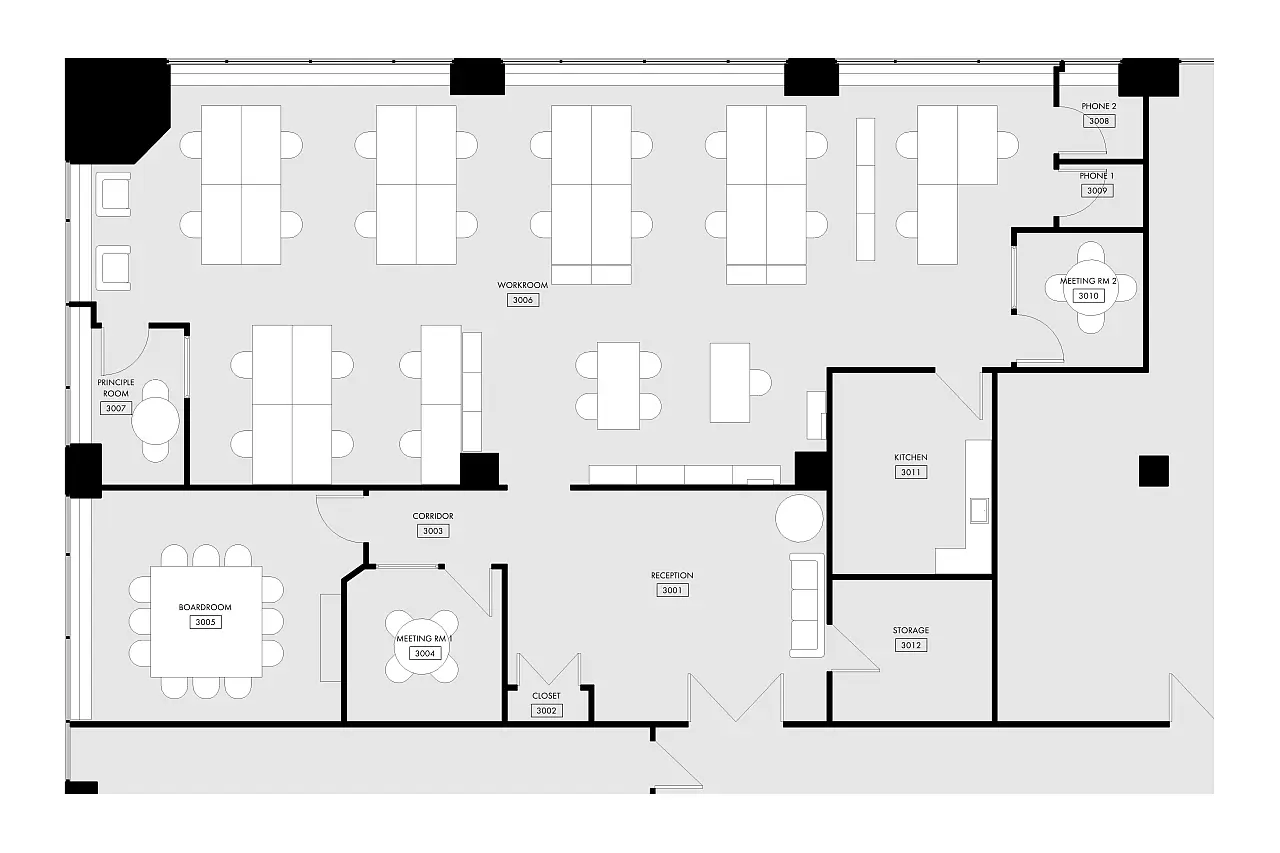 PHONE 2
3008
PHONE 1
3009
WORKROOM
3006
MEETING RM 2
3010
PRINCIPLE
ROOM
3007
KITCHEN
3011
CORRIDOR
3003
RECEPTION
3001
BOARDROOM
3005
MEETING RM 1
3004
STORAGE
3012
CLOSET
3002